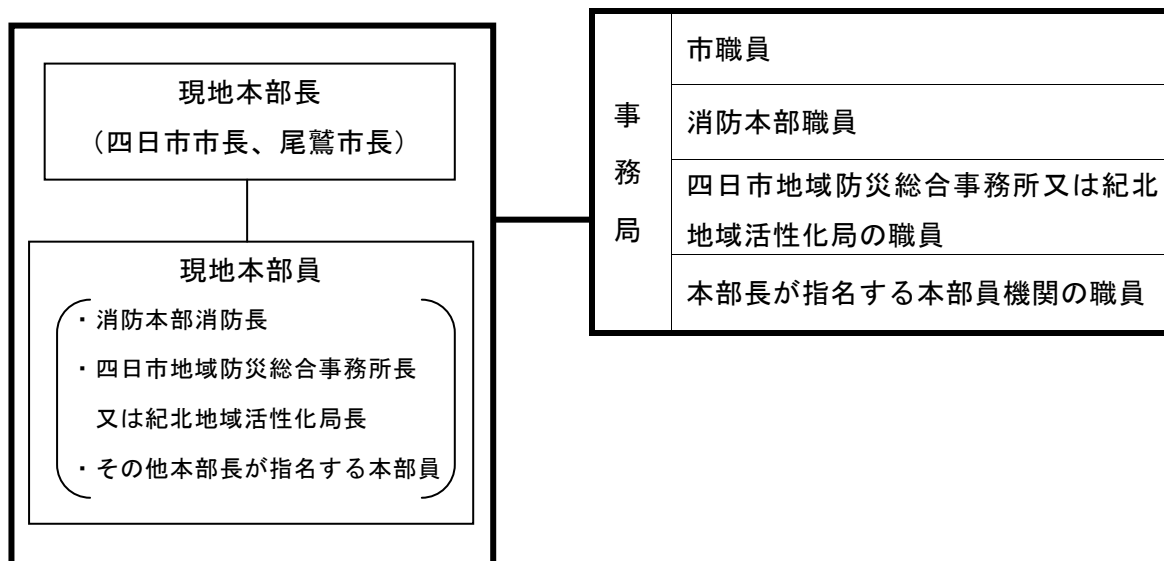 現地本部長
（四日市市長、尾鷲市長）
現地本部員
・消防本部消防長
・四日市地域防災総合事務所長
又は紀北地域活性化局長
・その他本部長が指名する本部員
事務局
市職員
消防本部職員
四日市地域防災総合事務所又は紀北
地域活性化局の職員
本部長が指名する本部員機関の職員